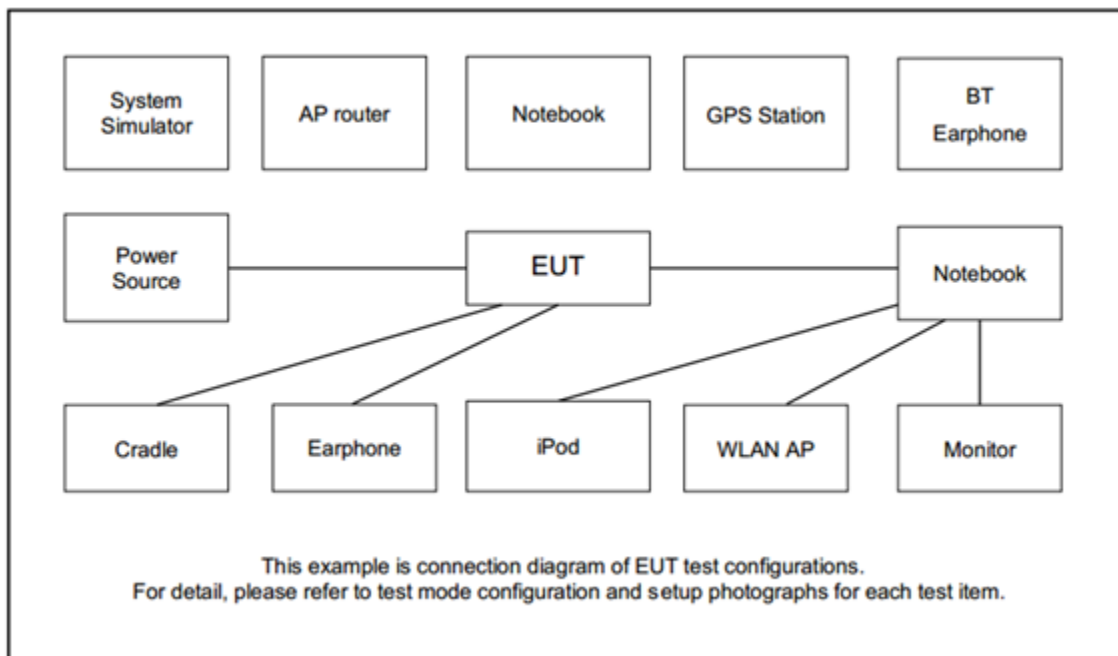 System
Simulator
AP router
Notebook
GPS Station
BT
Earphone
Power
Source
EUT
Notebook
Cradle
Earphone
iPod
WLAN AP
Monitor
This example is connection diagram of EUT test configurations.
For detail, please refer to test mode configuration and setup photographs for each test item.